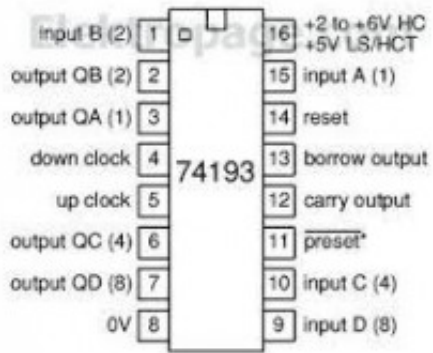 Elektropage
input B (2) 1 16 +2 to +6V HC
+5V LS/HCT
output QB (2) 2 15 input A (1)
output QA (1) 3 14 reset
down clock 4 13 borrow output
74193
up clock 5 12 carry output
output QC (4) 6 11 preset*
output QD (8) 7 10 input C (4)
0V 8 9 input D (8)